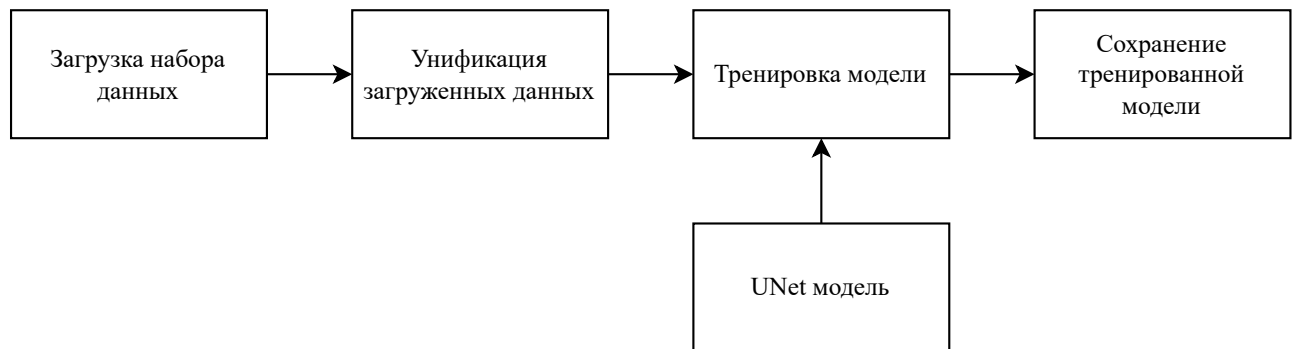 Загрузка набора
данных
Унификация
загруженных данных
Тренировка модели
Сохранение
тренированной
модели
UNet модель